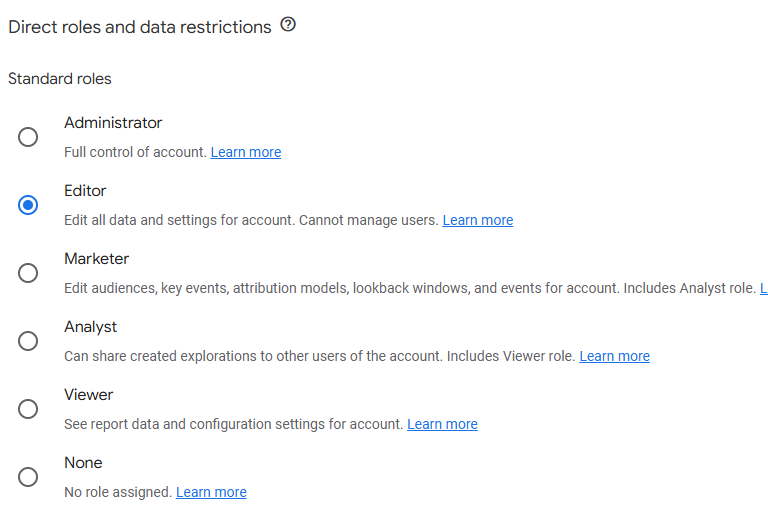 Direct roles and data restrictions
Standard roles
Administrator
Full control of account. Learn more
Editor
Edit all data and settings for account. Cannot manage users. Learn more
Marketer
Edit audiences, key events, attribution models, lookback windows, and events for account. Includes Analyst role. L
Analyst
Can share created explorations to other users of the account. Includes Viewer role. Learn more
Viewer
See report data and configuration settings for account. Learn more
None
No role assigned. Learn more